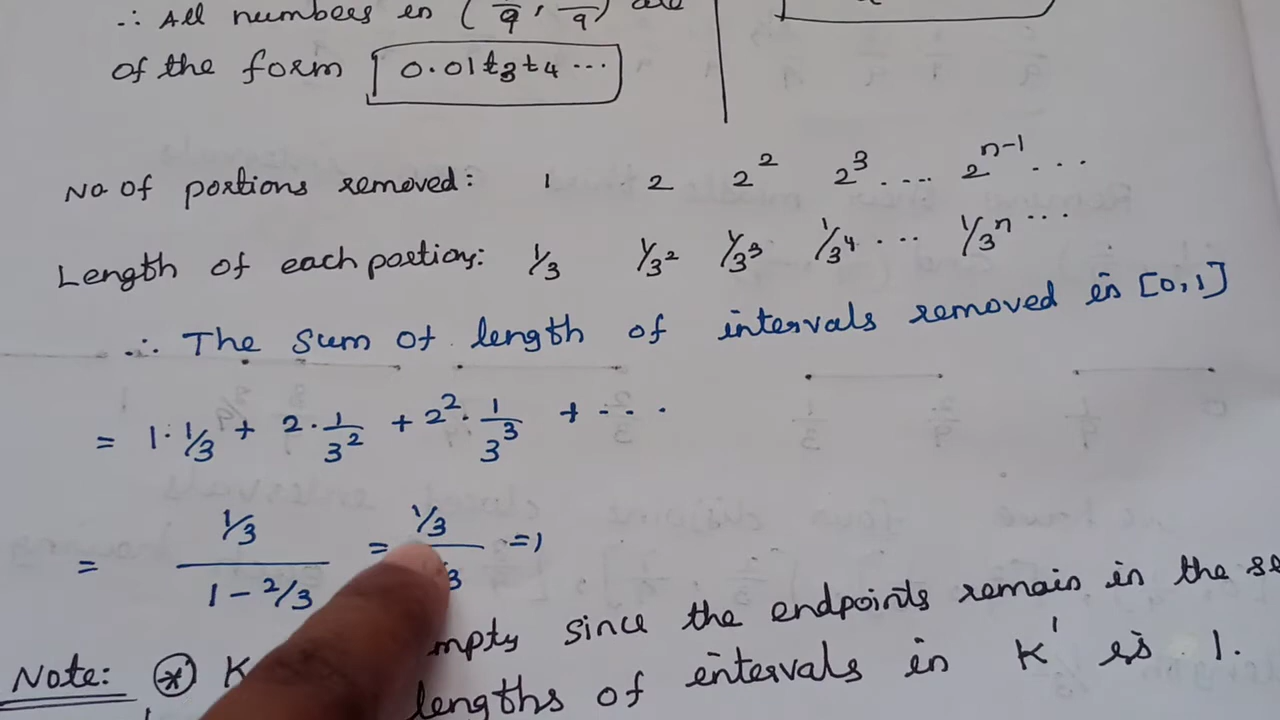 ∴ All numbers in ( /9, /9) are
of the form 0.01t₃t₄ ...
No of portions removed: 1 2 2² 2³ .... 2ⁿ⁻¹ ...
Length of each portion: 1/3 1/3² 1/3³ 1/3⁴ ... 1/3ⁿ ...
∴ The sum of length of intervals removed in [0,1]
= 1·1/3 + 2·1/3² + 2²·1/3³ + ....
= (1/3)/(1-2/3) = (1/3)/( /3) = 1
Note: * K mpty since the endpoints remain in the se
lengths of intervals in K' is 1.